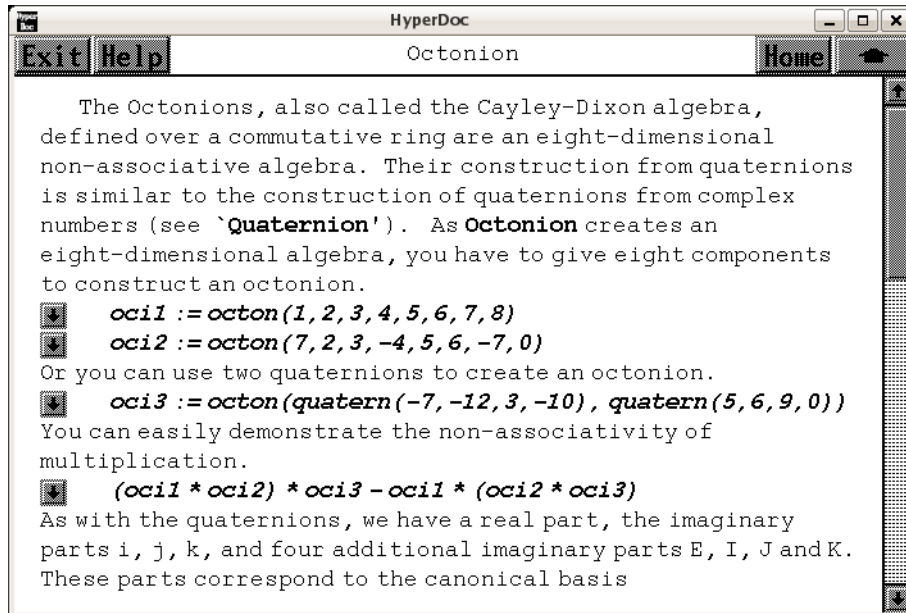 Hyper Doc
HyperDoc
Exit Help Octonion Home
The Octonions, also called the Cayley-Dixon algebra,
defined over a commutative ring are an eight-dimensional
non-associative algebra. Their construction from quaternions
is similar to the construction of quaternions from complex
numbers (see `Quaternion'). As Octonion creates an
eight-dimensional algebra, you have to give eight components
to construct an octonion.
oci1 := octon(1,2,3,4,5,6,7,8)
oci2 := octon(7,2,3,-4,5,6,-7,0)
Or you can use two quaternions to create an octonion.
oci3 := octon(quatern(-7,-12,3,-10), quatern(5,6,9,0))
You can easily demonstrate the non-associativity of
multiplication.
(oci1 * oci2) * oci3 - oci1 * (oci2 * oci3)
As with the quaternions, we have a real part, the imaginary
parts i, j, k, and four additional imaginary parts E, I, J and K.
These parts correspond to the canonical basis